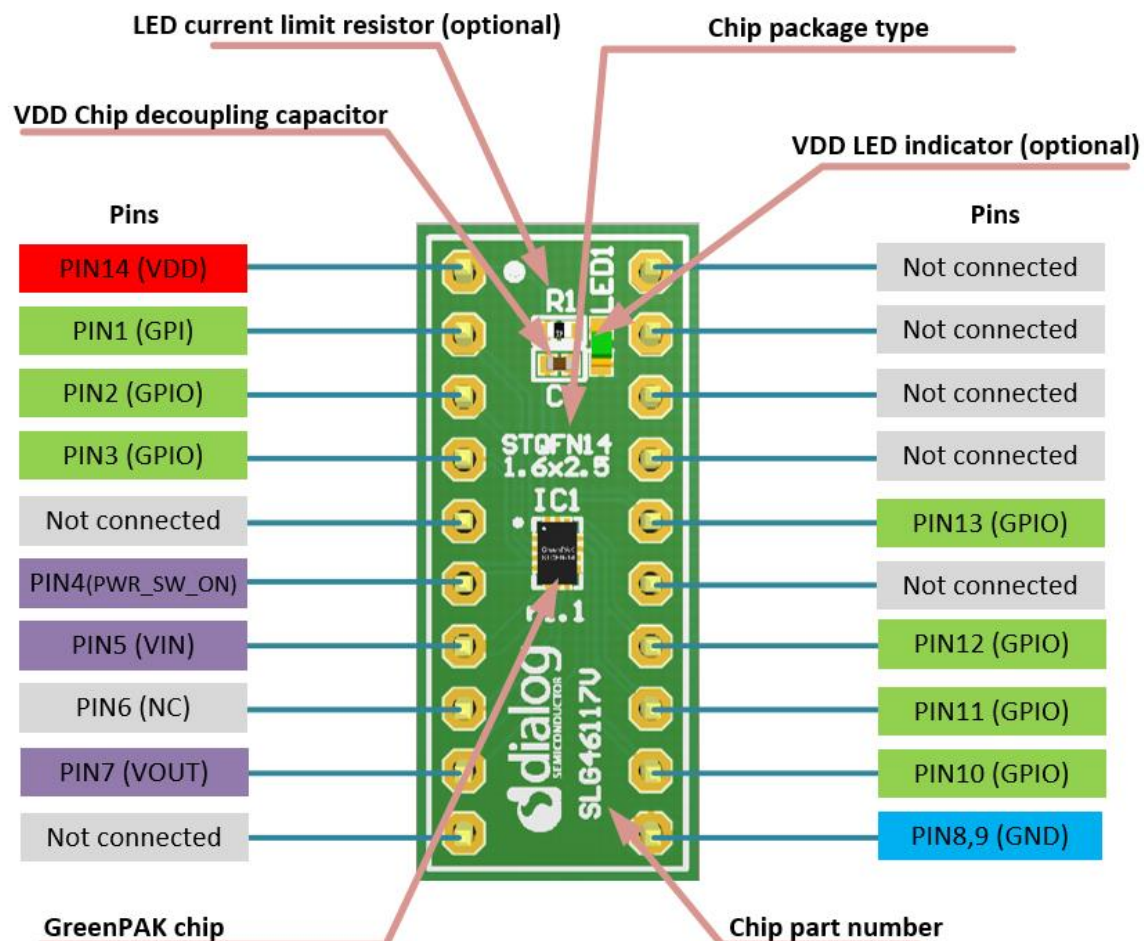 LED current limit resistor (optional)
Chip package type
VDD Chip decoupling capacitor
VDD LED indicator (optional)
Pins
PIN14 (VDD)
PIN1 (GPI)
PIN2 (GPIO)
PIN3 (GPIO)
Not connected
PIN4(PWR_SW_ON)
PIN5 (VIN)
PIN6 (NC)
PIN7 (VOUT)
Not connected
R1
LED1
C
STQFN14
1.6x2.5
IC1
GreenPAK
dialog
SEMICONDUCTOR
SLG46117V
Pins
Not connected
Not connected
Not connected
Not connected
PIN13 (GPIO)
Not connected
PIN12 (GPIO)
PIN11 (GPIO)
PIN10 (GPIO)
PIN8,9 (GND)
GreenPAK chip
Chip part number